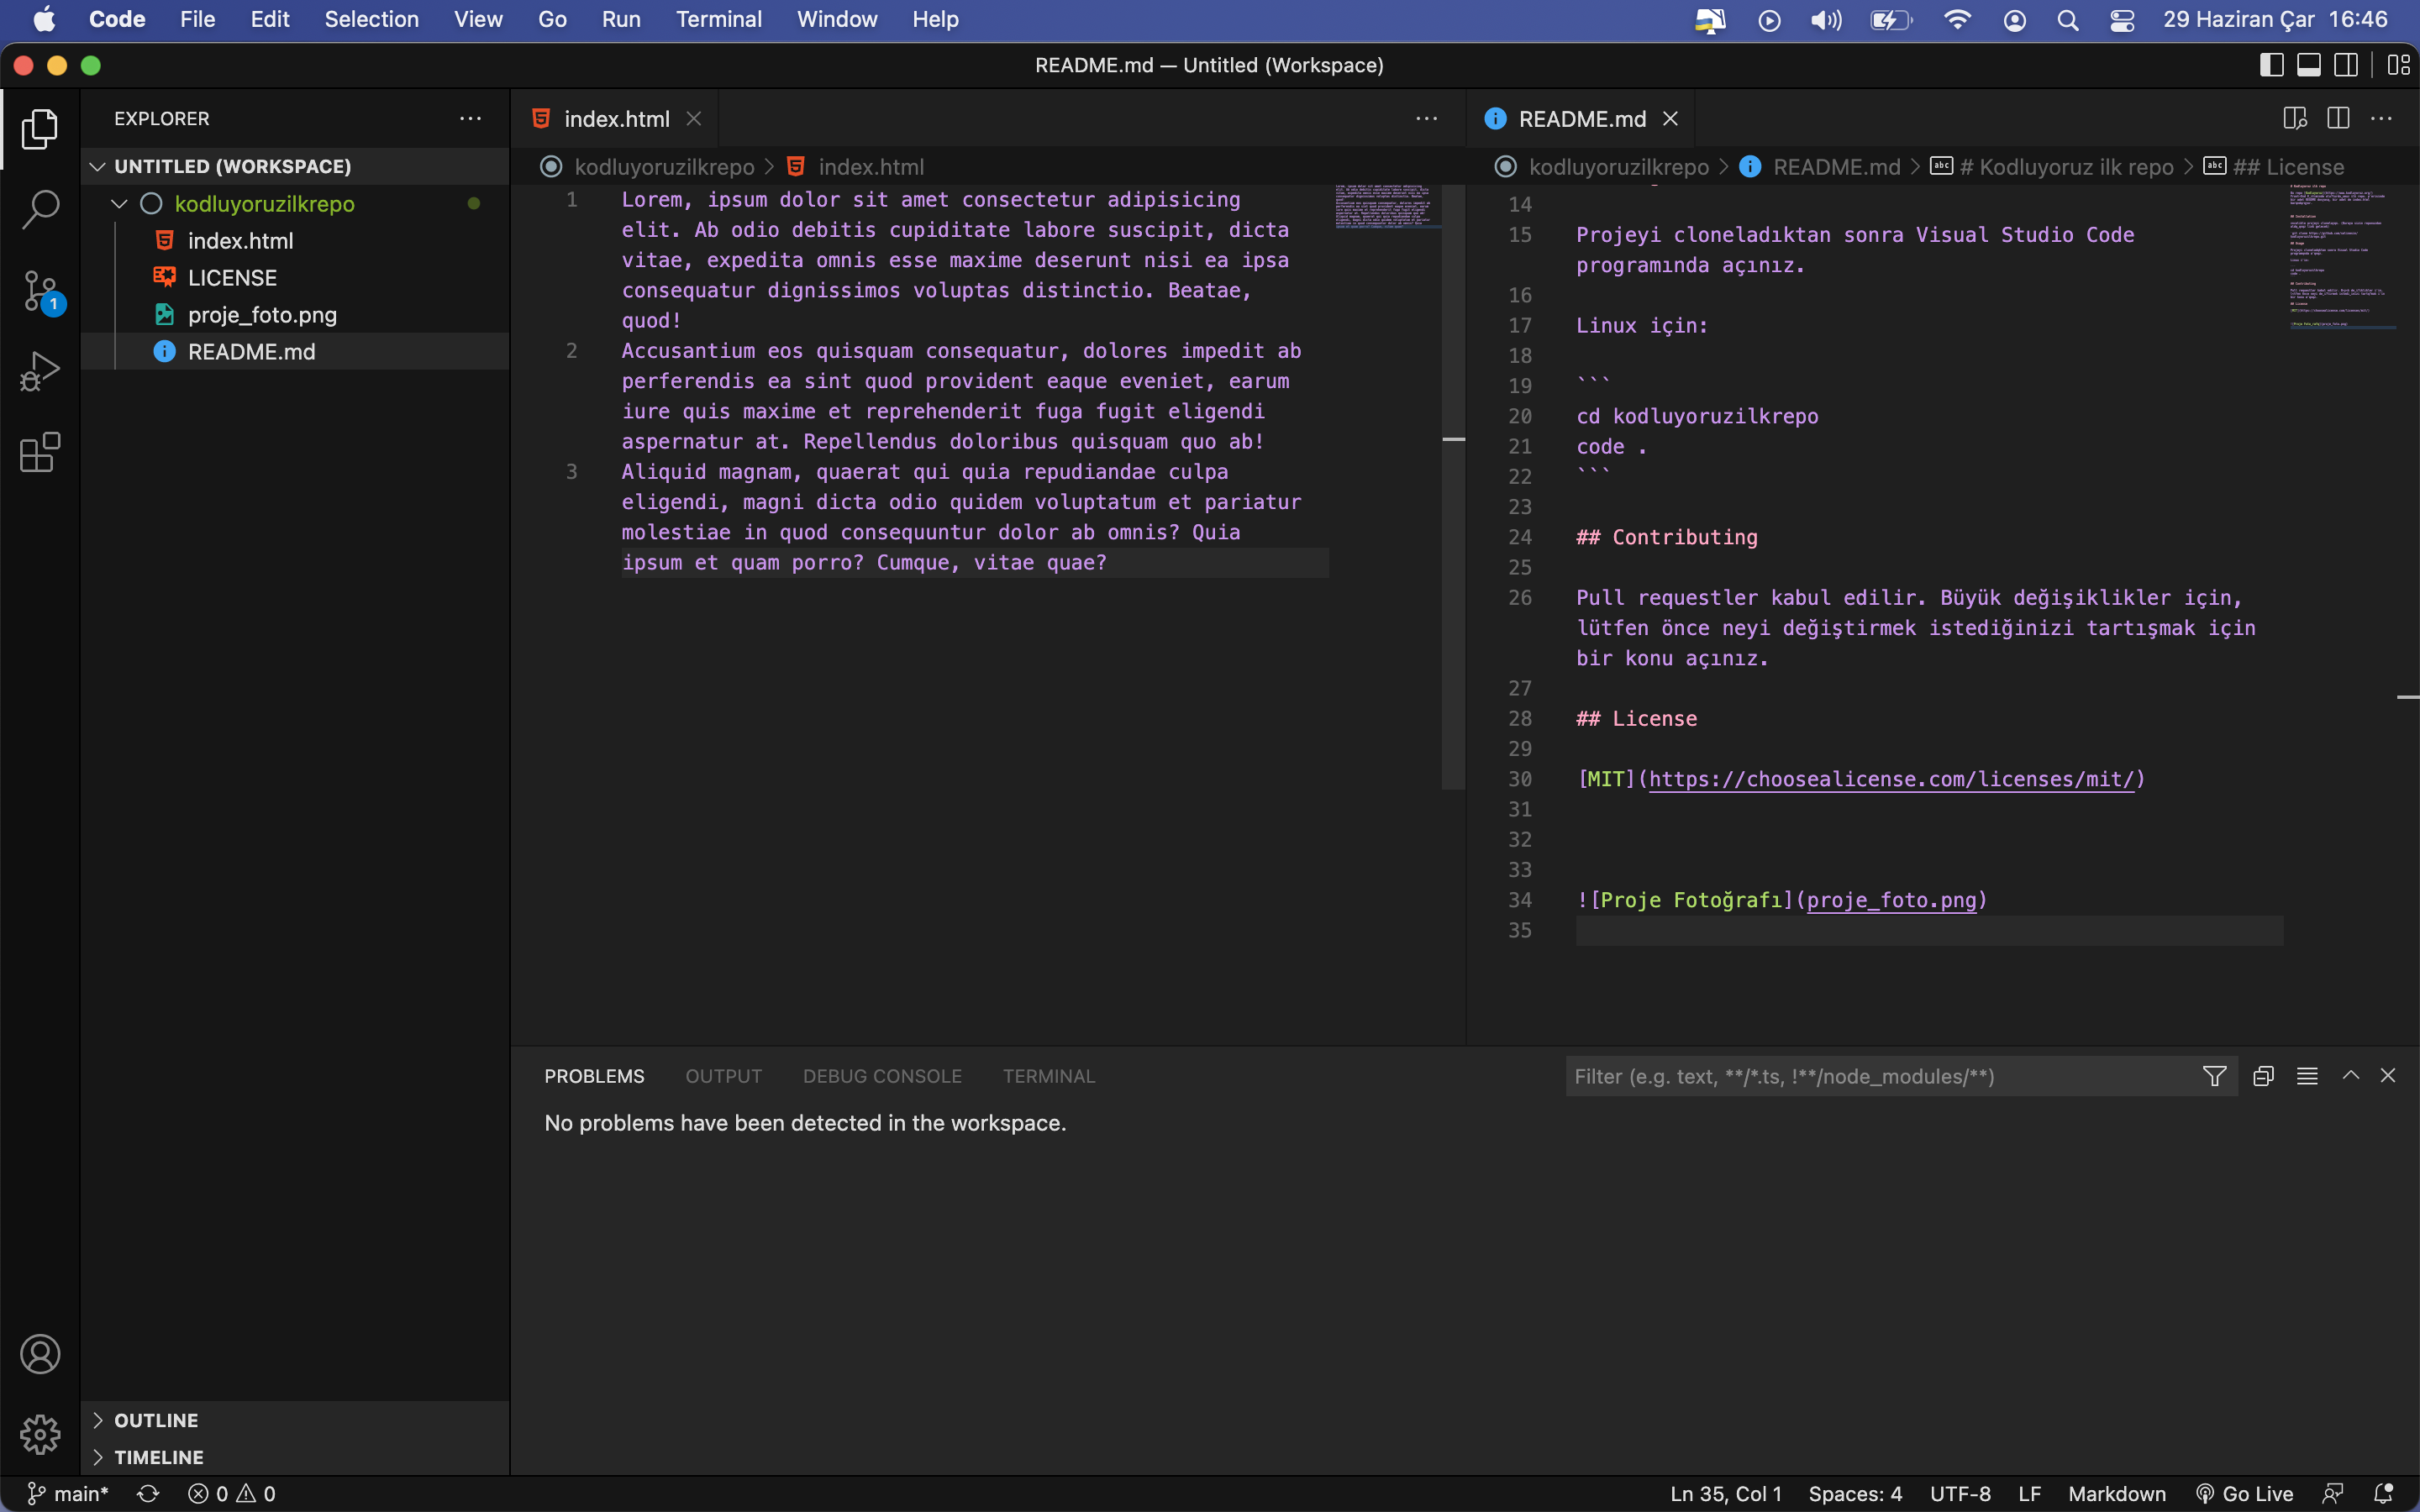 Code File Edit Selection View Go Run Terminal Window Help 29 Haziran Çar 16:46
README.md — Untitled (Workspace)
EXPLORER
UNTITLED (WORKSPACE)
kodluyoruzilkrepo
index.html
LICENSE
proje_foto.png
README.md
1
OUTLINE
TIMELINE
index.html
kodluyoruzilkrepo > index.html
1 Lorem, ipsum dolor sit amet consectetur adipisicing
elit. Ab odio debitis cupiditate labore suscipit, dicta
vitae, expedita omnis esse maxime deserunt nisi ea ipsa
consequatur dignissimos voluptas distinctio. Beatae,
quod!
2 Accusantium eos quisquam consequatur, dolores impedit ab
perferendis ea sint quod provident eaque eveniet, earum
iure quis maxime et reprehenderit fuga fugit eligendi
aspernatur at. Repellendus doloribus quisquam quo ab!
3 Aliquid magnam, quaerat qui quia repudiandae culpa
eligendi, magni dicta odio quidem voluptatum et pariatur
molestiae in quod consequuntur dolor ab omnis? Quia
ipsum et quam porro? Cumque, vitae quae?
README.md
kodluyoruzilkrepo > README.md > abc # Kodluyoruz ilk repo > abc ## License
14
15 Projeyi cloneladıktan sonra Visual Studio Code
programında açınız.
16
17 Linux için:
18
19 ```
20 cd kodluyoruzilkrepo
21 code .
22 ```
23
24 ## Contributing
25
26 Pull requestler kabul edilir. Büyük değişiklikler için,
lütfen önce neyi değiştirmek istediğinizi tartışmak için
bir konu açınız.
27
28 ## License
29
30 [MIT](https://choosealicense.com/licenses/mit/)
31
32
33
34 ![Proje Fotoğrafı](proje_foto.png)
35
PROBLEMS OUTPUT DEBUG CONSOLE TERMINAL Filter (e.g. text, **/*.ts, !**/node_modules/**)
No problems have been detected in the workspace.
main* 0 0 Ln 35, Col 1 Spaces: 4 UTF-8 LF Markdown Go Live